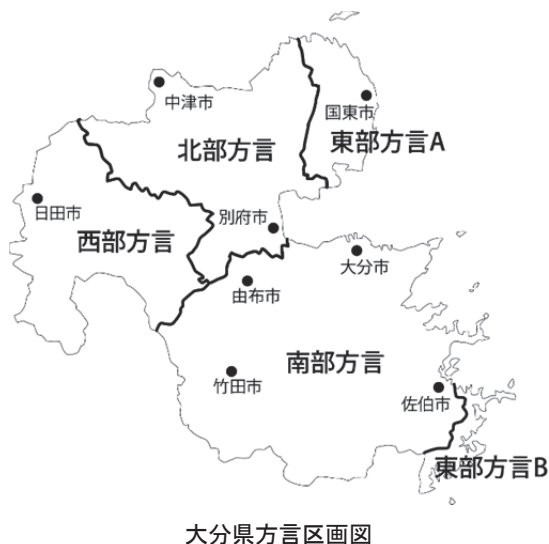 中津市
国東市
東部方言A
北部方言
日田市
別府市
西部方言
大分市
由布市
南部方言
竹田市
佐伯市
東部方言B
大分県方言区画図